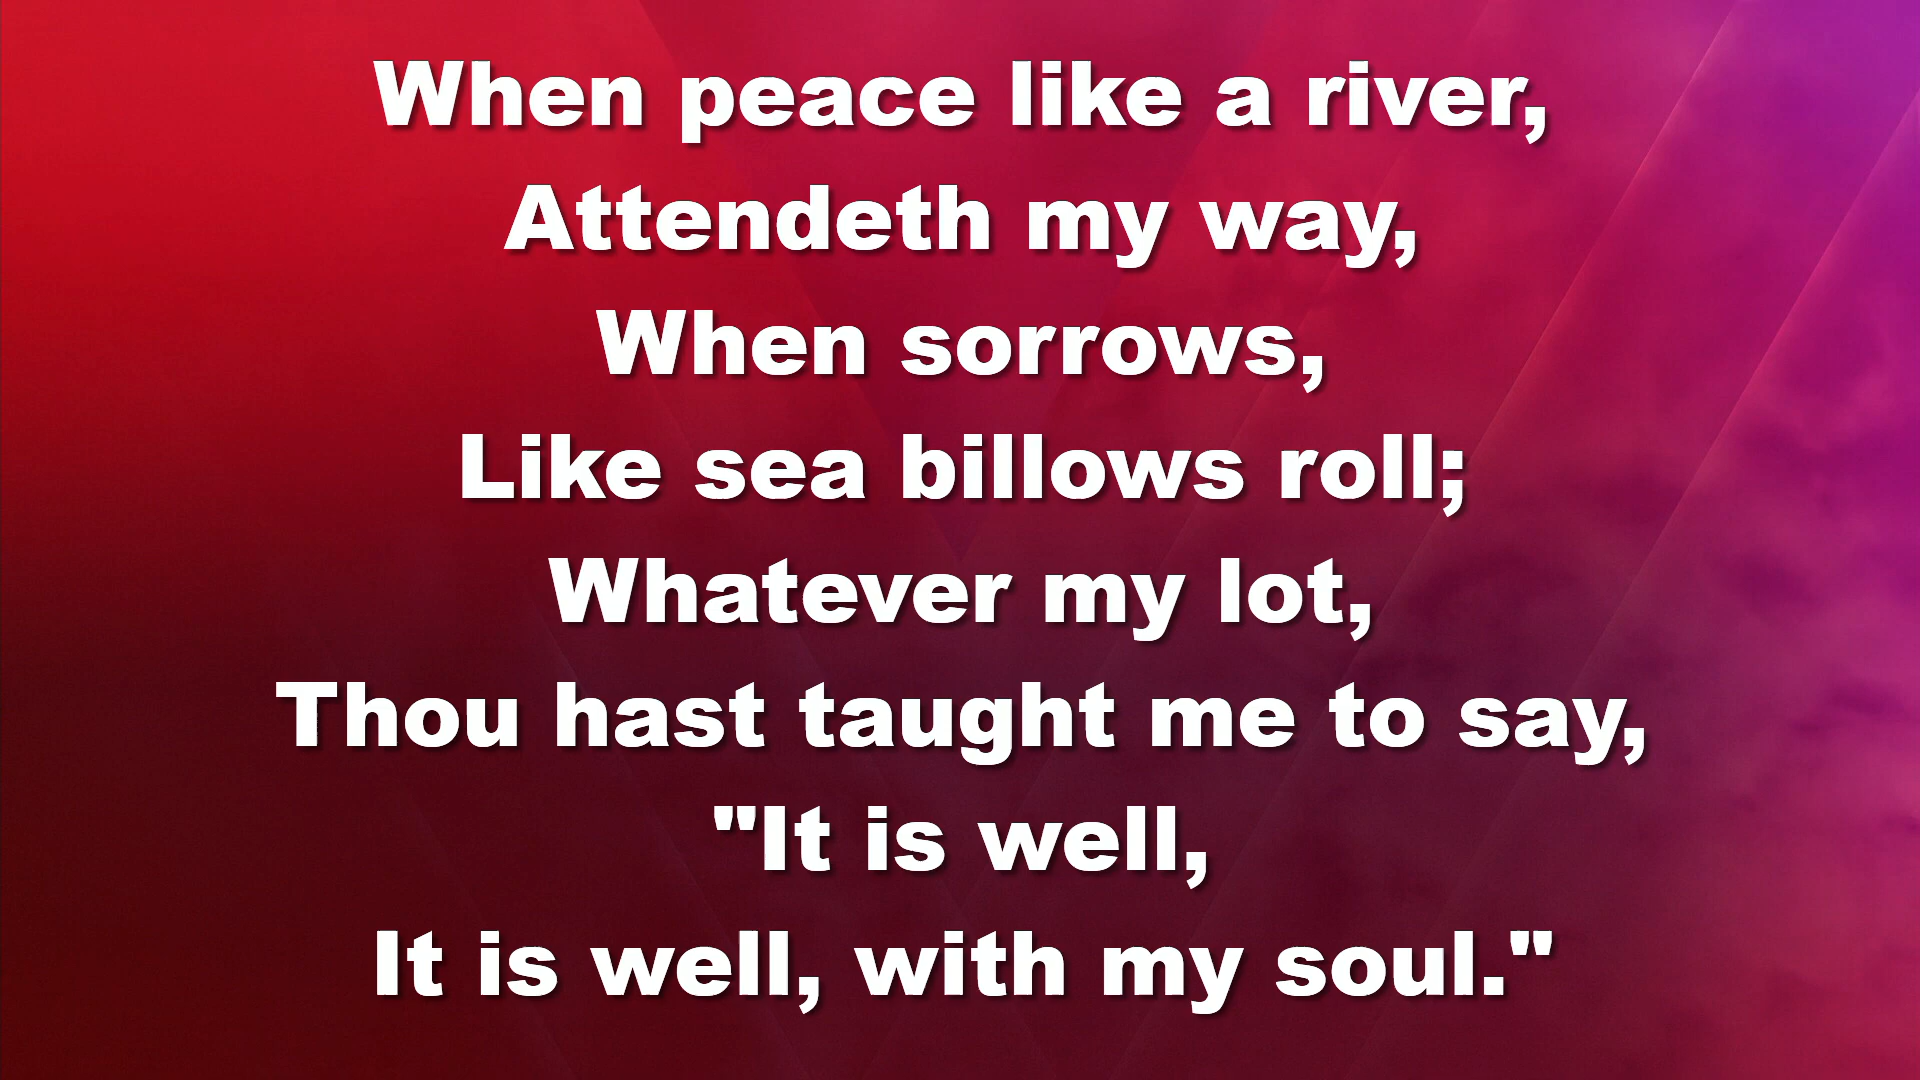 When peace like a river,
Attendeth my way,
When sorrows,
Like sea billows roll;
Whatever my lot,
Thou hast taught me to say,
"It is well,
It is well, with my soul."